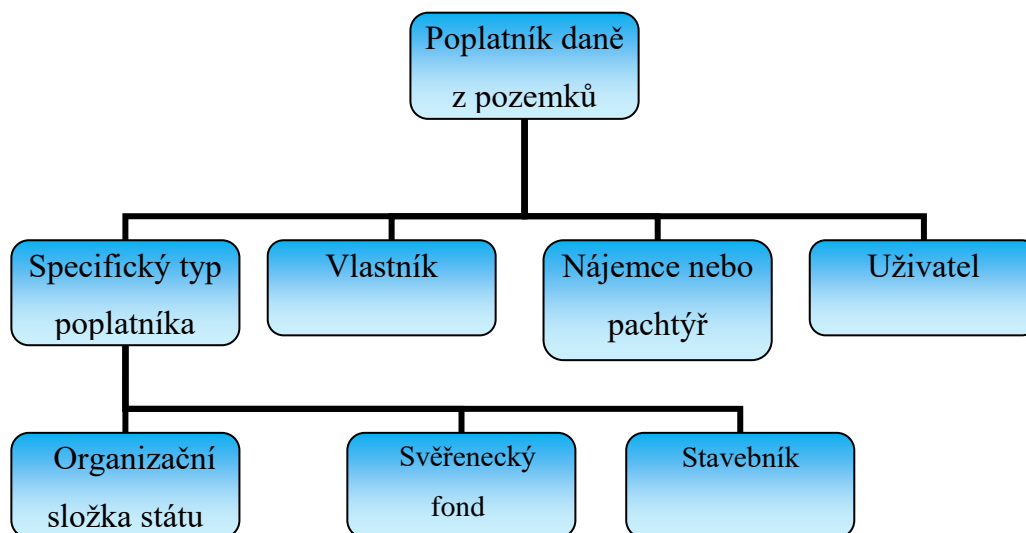 Poplatník daně
z pozemků
Specifický typ
poplatníka
Vlastník
Nájemce nebo
pachtýř
Uživatel
Organizační
složka státu
Svěřenecký
fond
Stavebník